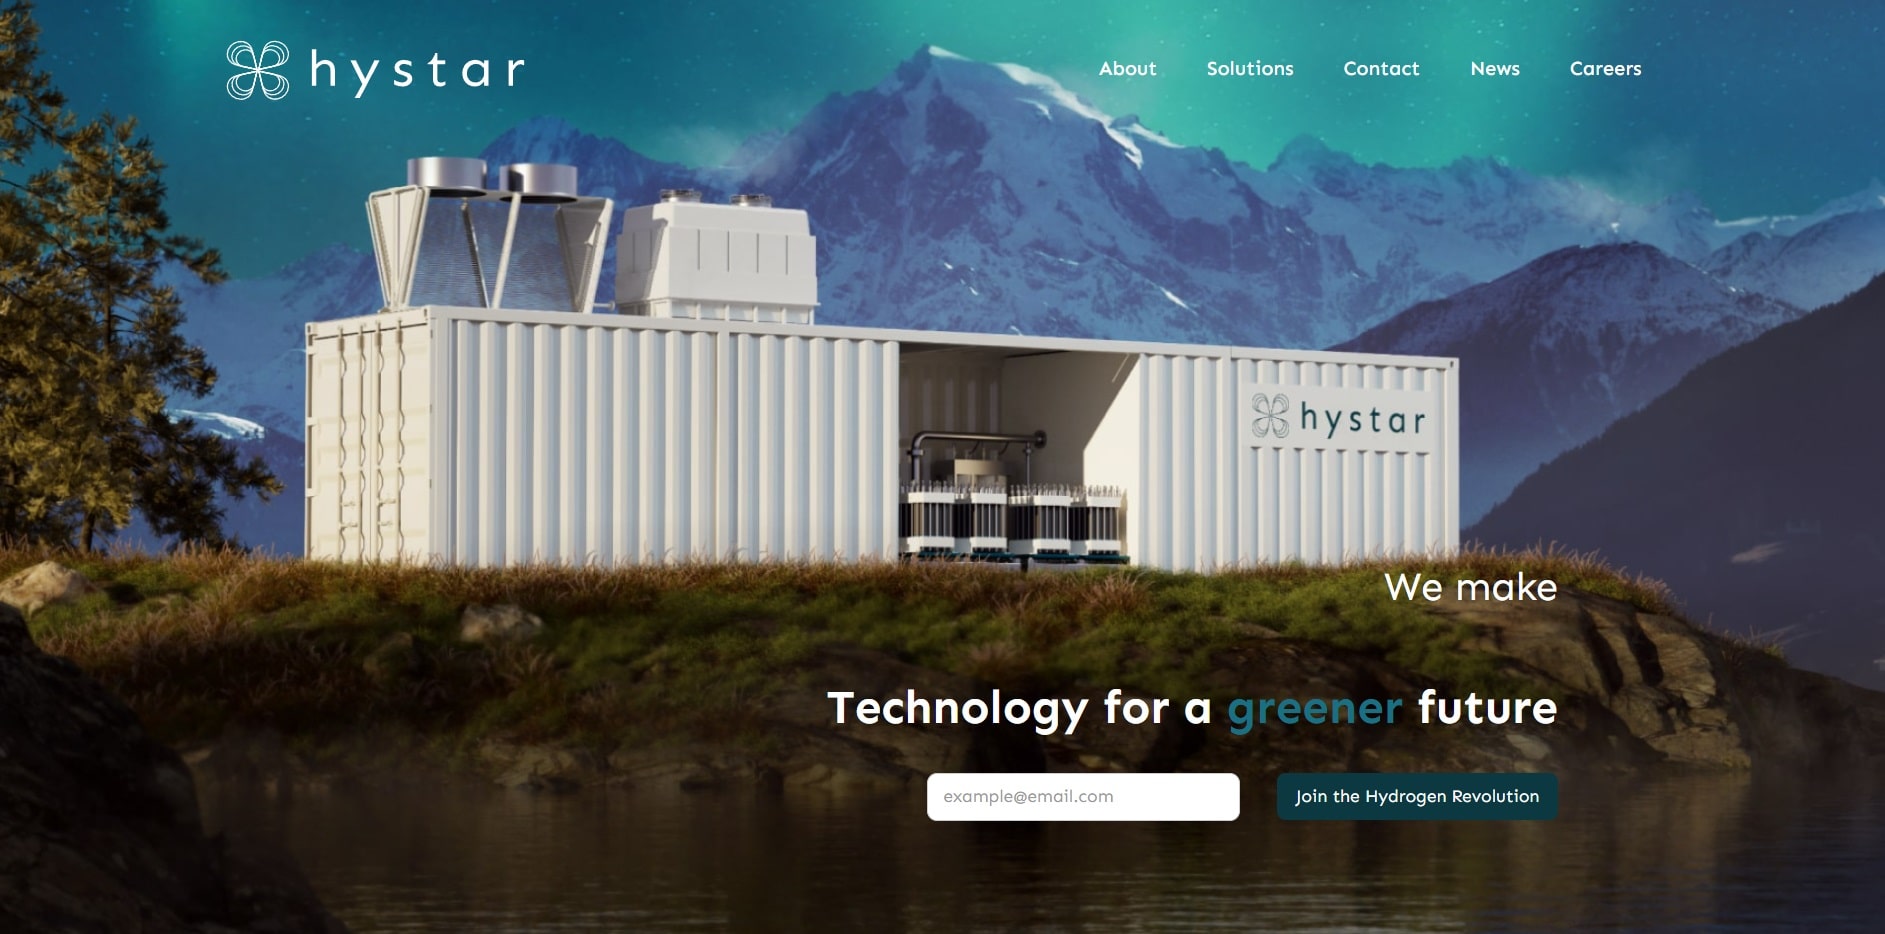 hystar
About
Solutions
Contact
News
Careers
hystar
We make
Technology for a greener future
example@email.com
Join the Hydrogen Revolution